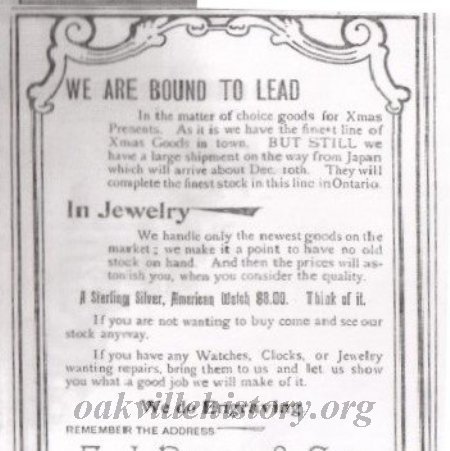 WE ARE BOUND TO LEAD
In the matter of choice goods for Xmas
Presents. As it is we have the finest line of
Xmas Goods in town. BUT STILL we
have a large shipment on the way from Japan
which will arrive about Dec. 10th. They will
complete the finest stock in this line in Ontario.
In Jewelry
We handle only the newest goods on the
market; we make it a point to have no old
stock on hand. And then the prices will as-
tonish you, when you consider the quality.
A Sterling Silver, American Watch $8.00. Think of it.
If you are not wanting to buy come and see our
stock anyway.
If you have any Watches, Clocks, or Jewelry
wanting repairs, bring them to us and let us show
you what a good job we will make of it.
We do Engraving
oakvillehistory.org
REMEMBER THE ADDRESS